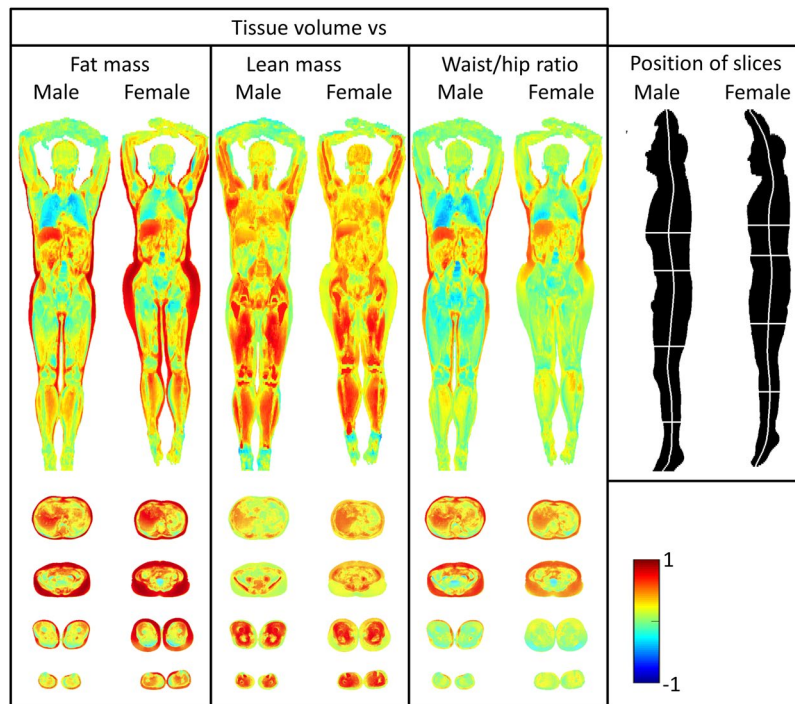 Tissue volume vs
Fat mass Lean mass Waist/hip ratio Position of slices
Male Female Male Female Male Female Male Female
1
-1